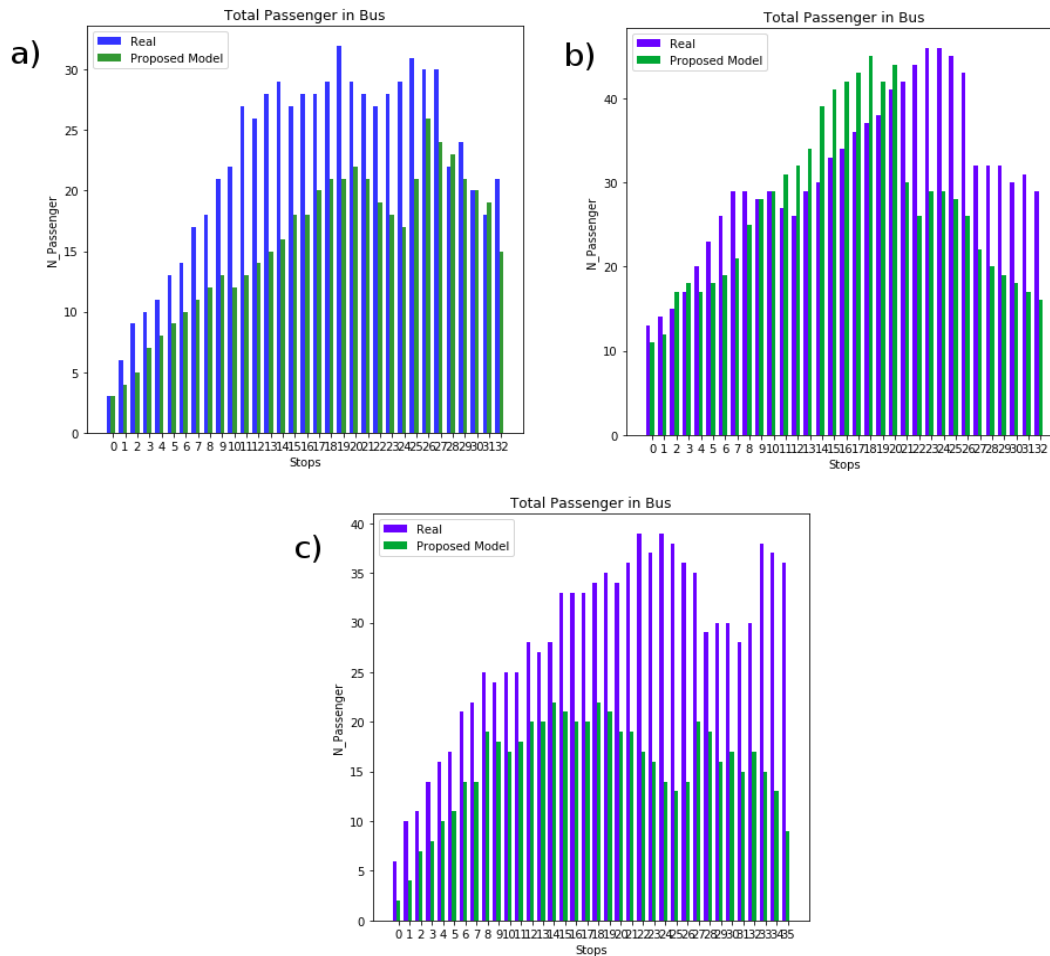 a)
Total Passenger in Bus
Real
Proposed Model
N_Passenger
30
25
20
15
10
5
0
0 1 2 3 4 5 6 7 8 9 10 11 12 13 14 15 16 17 18 19 20 21 22 23 24 25 26 27 28 29 30 31 32
Stops
b)
Total Passenger in Bus
Real
Proposed Model
N_Passenger
40
30
20
10
0
0 1 2 3 4 5 6 7 8 9 10 11 12 13 14 15 16 17 18 19 20 21 22 23 24 25 26 27 28 29 30 31 32
Stops
c)
Total Passenger in Bus
Real
Proposed Model
N_Passenger
40
35
30
25
20
15
10
5
0
0 1 2 3 4 5 6 7 8 9 10 11 12 13 14 15 16 17 18 19 20 21 22 23 24 25 26 27 28 29 30 31 32 33 34 35
Stops